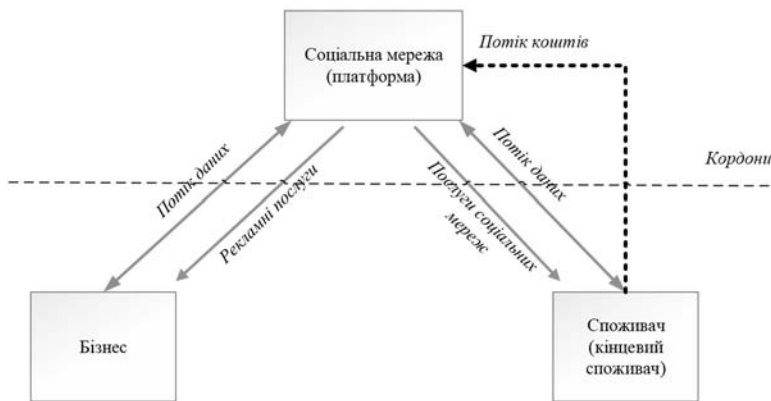 Соціальна мережа
(платформа)
Потік коштів
Кордони
Потік даних
Рекламні послуги
Послуги соціальних
мереж
Потік даних
Бізнес
Споживач
(кінцевий
споживач)